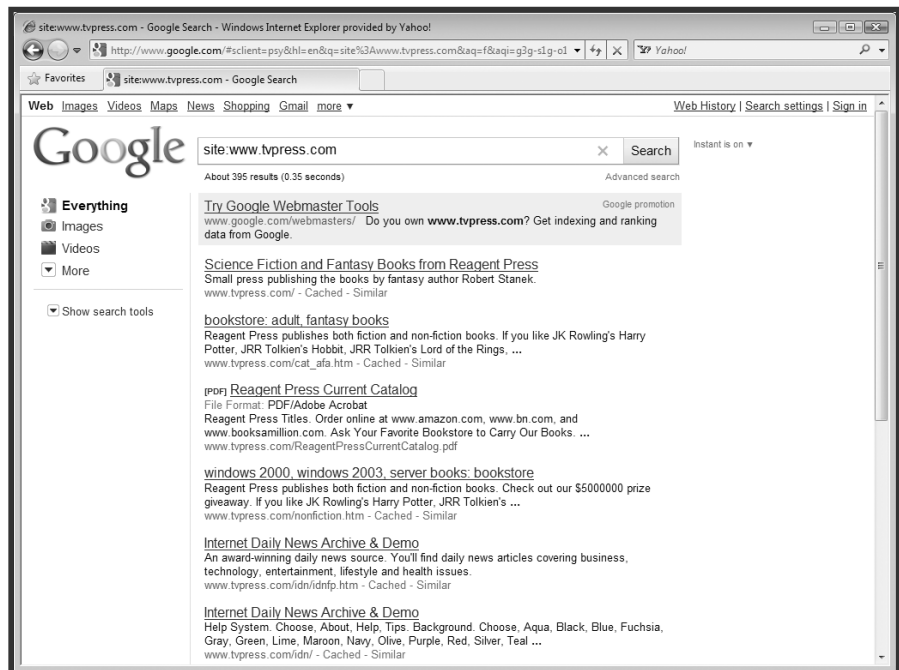 site:www.tvpress.com - Google Search - Windows Internet Explorer provided by Yahoo!
http://www.google.com/#sclient=psy&hl=en&q=site%3Awww.tvpress.com&aq=f&aqi=g3g-s1g-o1
Yahoo!
Favorites
site:www.tvpress.com - Google Search
Web Images Videos Maps News Shopping Gmail more ▼
Web History | Search settings | Sign in
Google
site:www.tvpress.com
Search
Instant is on ▼
About 395 results (0.35 seconds)
Advanced search
Everything
Images
Videos
More
Show search tools
Try Google Webmaster Tools
Google promotion
www.google.com/webmasters/ Do you own www.tvpress.com? Get indexing and ranking
data from Google.
Science Fiction and Fantasy Books from Reagent Press
Small press publishing the books by fantasy author Robert Stanek.
www.tvpress.com/ - Cached - Similar
bookstore: adult, fantasy books
Reagent Press publishes both fiction and non-fiction books. If you like JK Rowling's Harry
Potter, JRR Tolkien's Hobbit, JRR Tolkien's Lord of the Rings, ...
www.tvpress.com/cat_afa.htm - Cached - Similar
[PDF] Reagent Press Current Catalog
File Format: PDF/Adobe Acrobat
Reagent Press Titles. Order online at www.amazon.com, www.bn.com, and
www.booksamillion.com. Ask Your Favorite Bookstore to Carry Our Books. ...
www.tvpress.com/ReagentPressCurrentCatalog.pdf
windows 2000, windows 2003, server books: bookstore
Reagent Press publishes both fiction and non-fiction books. Check out our $5000000 prize
giveaway. If you like JK Rowling's Harry Potter, JRR Tolkien's ...
www.tvpress.com/nonfiction.htm - Cached - Similar
Internet Daily News Archive & Demo
An award-winning daily news source. You'll find daily news articles covering business,
technology, entertainment, lifestyle and health issues.
www.tvpress.com/idn/idnfp.htm - Cached - Similar
Internet Daily News Archive & Demo
Help System. Choose, About, Help, Tips. Background. Choose, Aqua, Black, Blue, Fuchsia,
Gray, Green, Lime, Maroon, Navy, Olive, Purple, Red, Silver, Teal ...
www.tvpress.com/idn/ - Cached - Similar